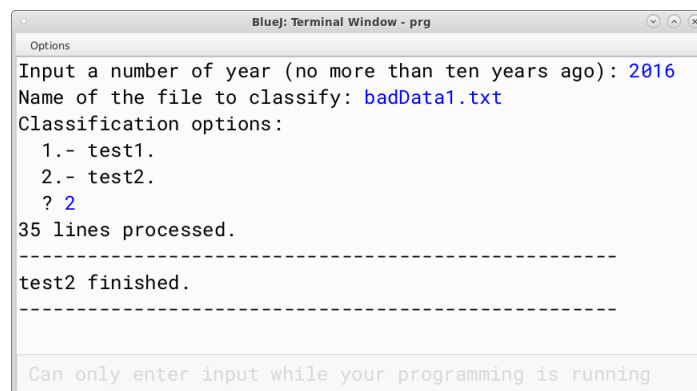 BlueJ: Terminal Window - prg
Options
Input a number of year (no more than ten years ago): 2016
Name of the file to classify: badData1.txt
Classification options:
1.- test1.
2.- test2.
? 2
35 lines processed.
----------------------------------------------------
test2 finished.
----------------------------------------------------
Can only enter input while your programming is running